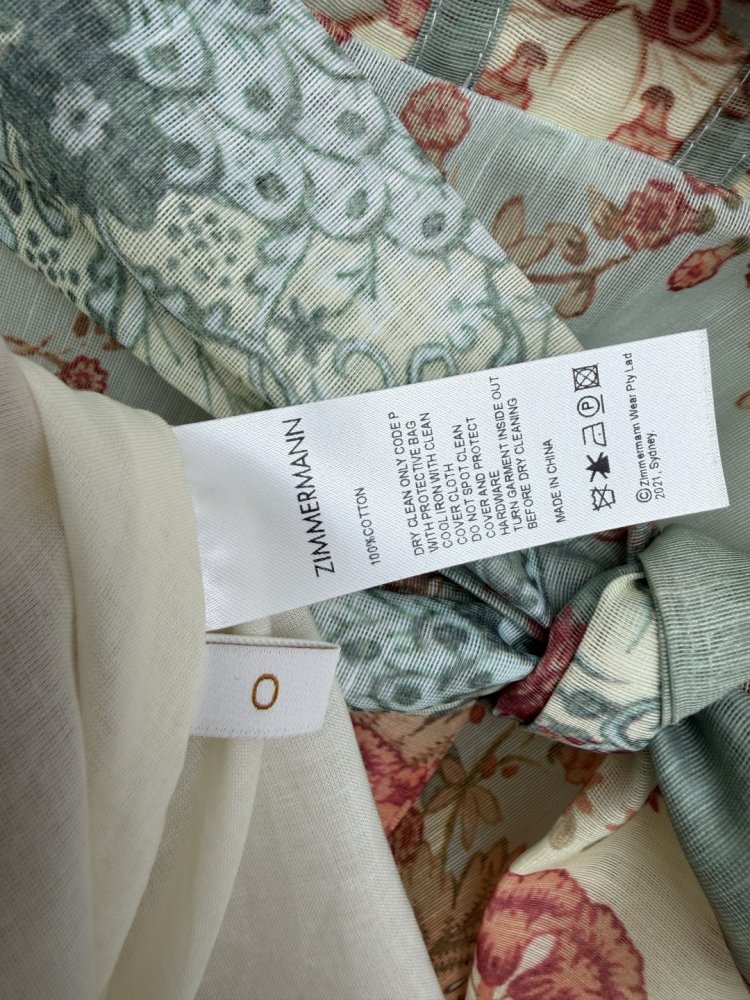 ZIMMERMANN
100%COTTON
DRY CLEAN ONLY CODE P
WITH PROTECTIVE BAG
COOL IRON WITH CLEAN
COVER CLOTH
DO NOT SPOT CLEAN
COVER AND PROTECT
HARDWARE
TURN GARMENT INSIDE OUT
BEFORE DRY CLEANING
MADE IN CHINA
P
©Zimmermann Wear Pty Lad
2021, Sydney.
0